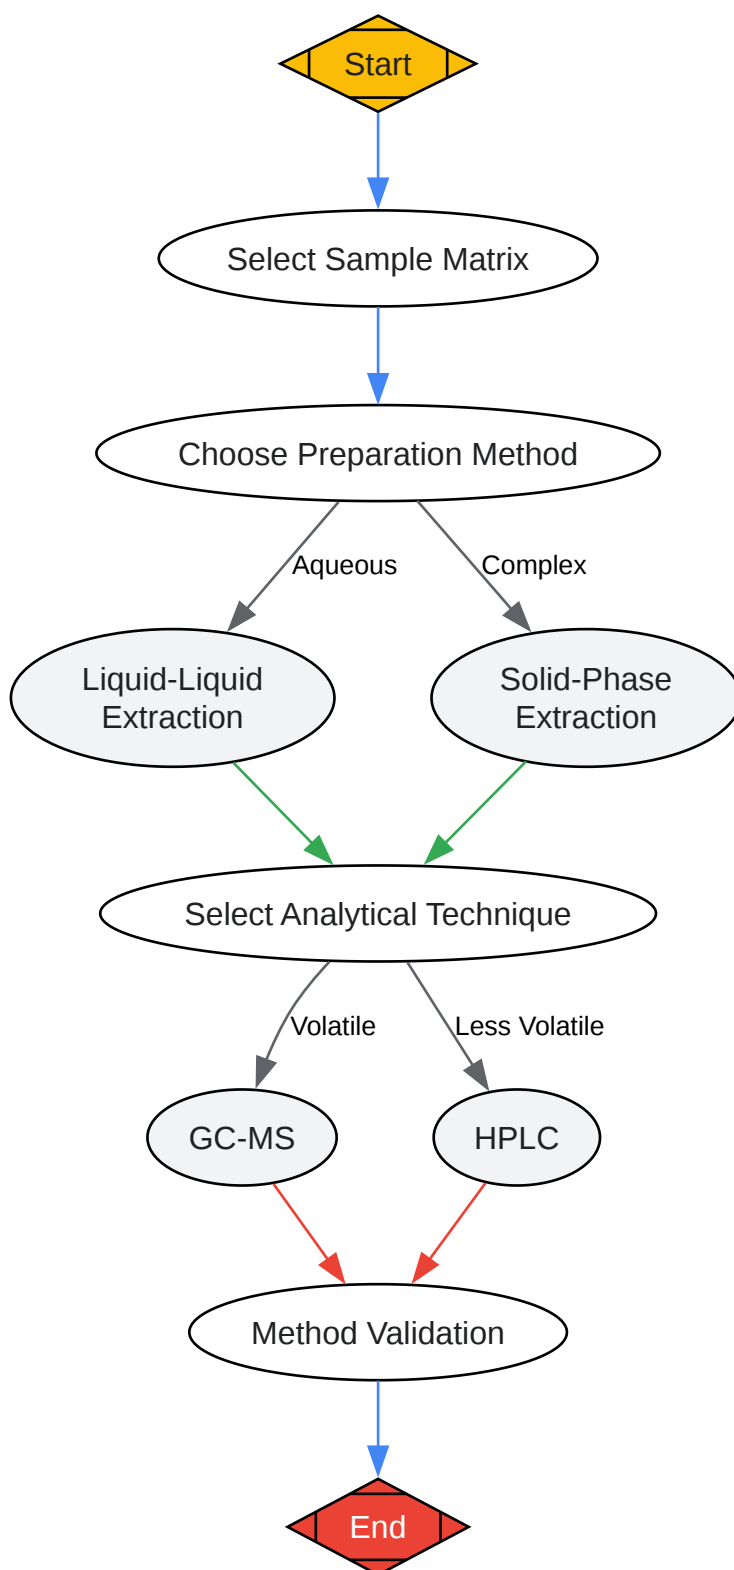 Start
Select Sample Matrix
Choose Preparation Method
Aqueous
Complex
Liquid-Liquid
Extraction
Solid-Phase
Extraction
Select Analytical Technique
Volatile
Less Volatile
GC-MS
HPLC
Method Validation
End